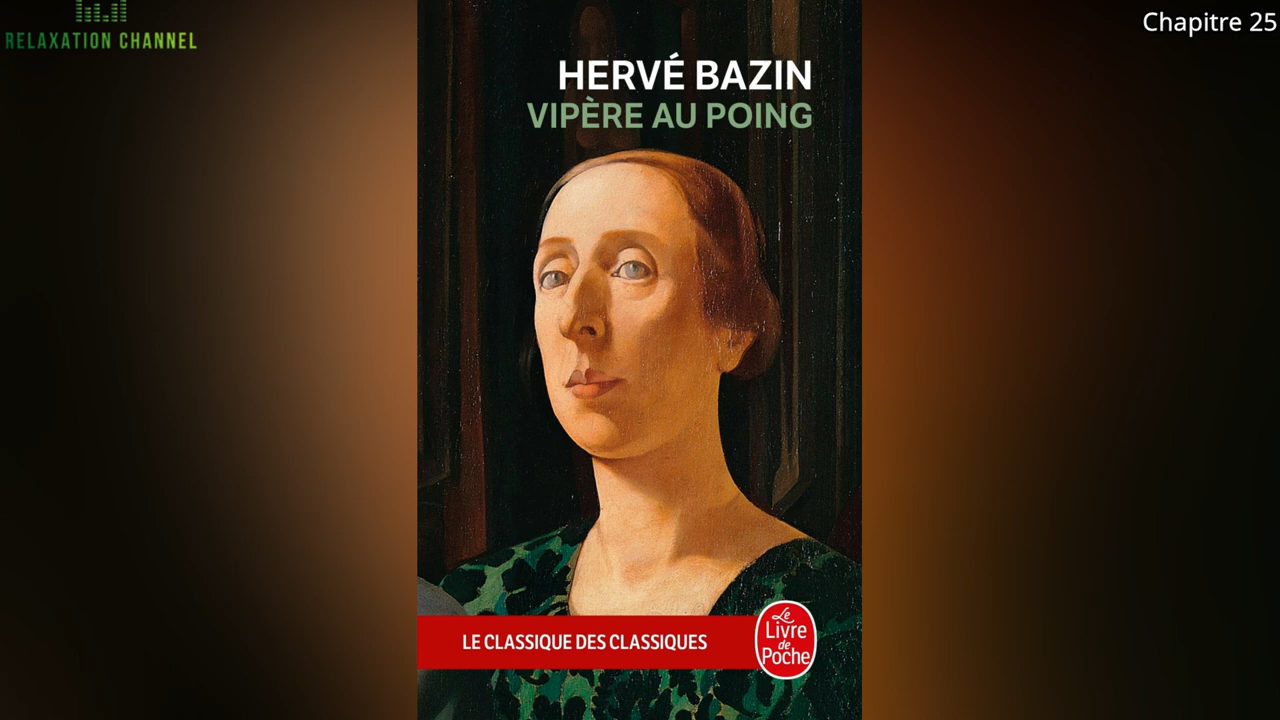 RELAXATION CHANNEL
Chapitre 25
HERVÉ BAZIN
VIPÈRE AU POING
LE CLASSIQUE DES CLASSIQUES
Le
Livre
de
Poche